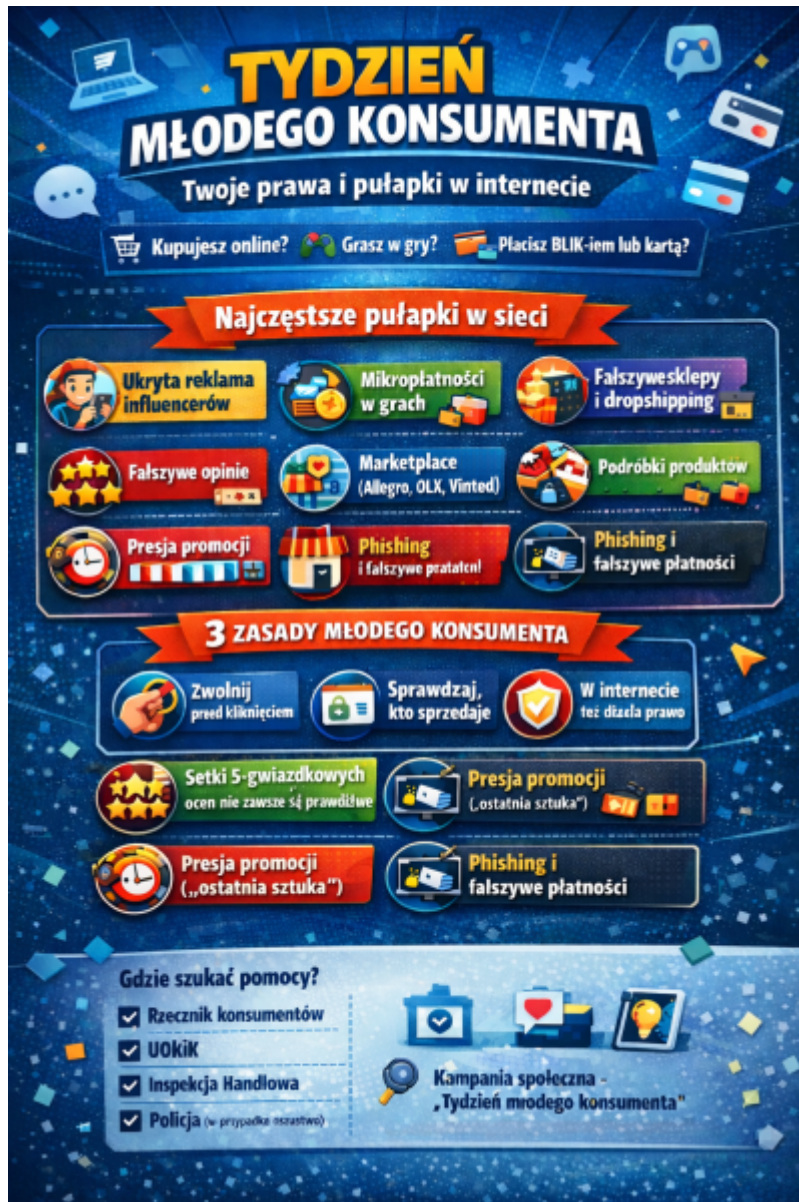 TYDZIEŃ
MŁODEGO KONSUMENTA
Twoje prawa i pułapki w internecie
Kupujesz online? Grasz w gry? Płacisz BLIK-iem lub kartą?
Najczęstsze pułapki w sieci
Ukryta reklama
influencerów
Mikropłatności
w grach
Fałszywesklepy
i dropshipping
Fałszywe opinie
Marketplace
(Allegro, OLX, Vinted)
Podróbki produktów
Presja promocji
Phishing
i fałszywe
Phishing i
fałszywe płatności
3 ZASADY MŁODEGO KONSUMENTA
Zwolnij
przed kliknięciem
Sprawdzaj,
kto sprzedaje
W internecie
też prawo
Setki 5-gwiazdkowych
ocen nie zawsze są
Presja promocji
(„ostatnia sztuka")
Presja promocji
(„ostatnia sztuka")
Phishing i
fałszywe płatności
Gdzie szukać pomocy?
Rzecznik konsumentów
UOKiK
Inspekcja Handlowa
Policja (w
Kampania społeczna -
„Tydzień mrodego konsumenta"